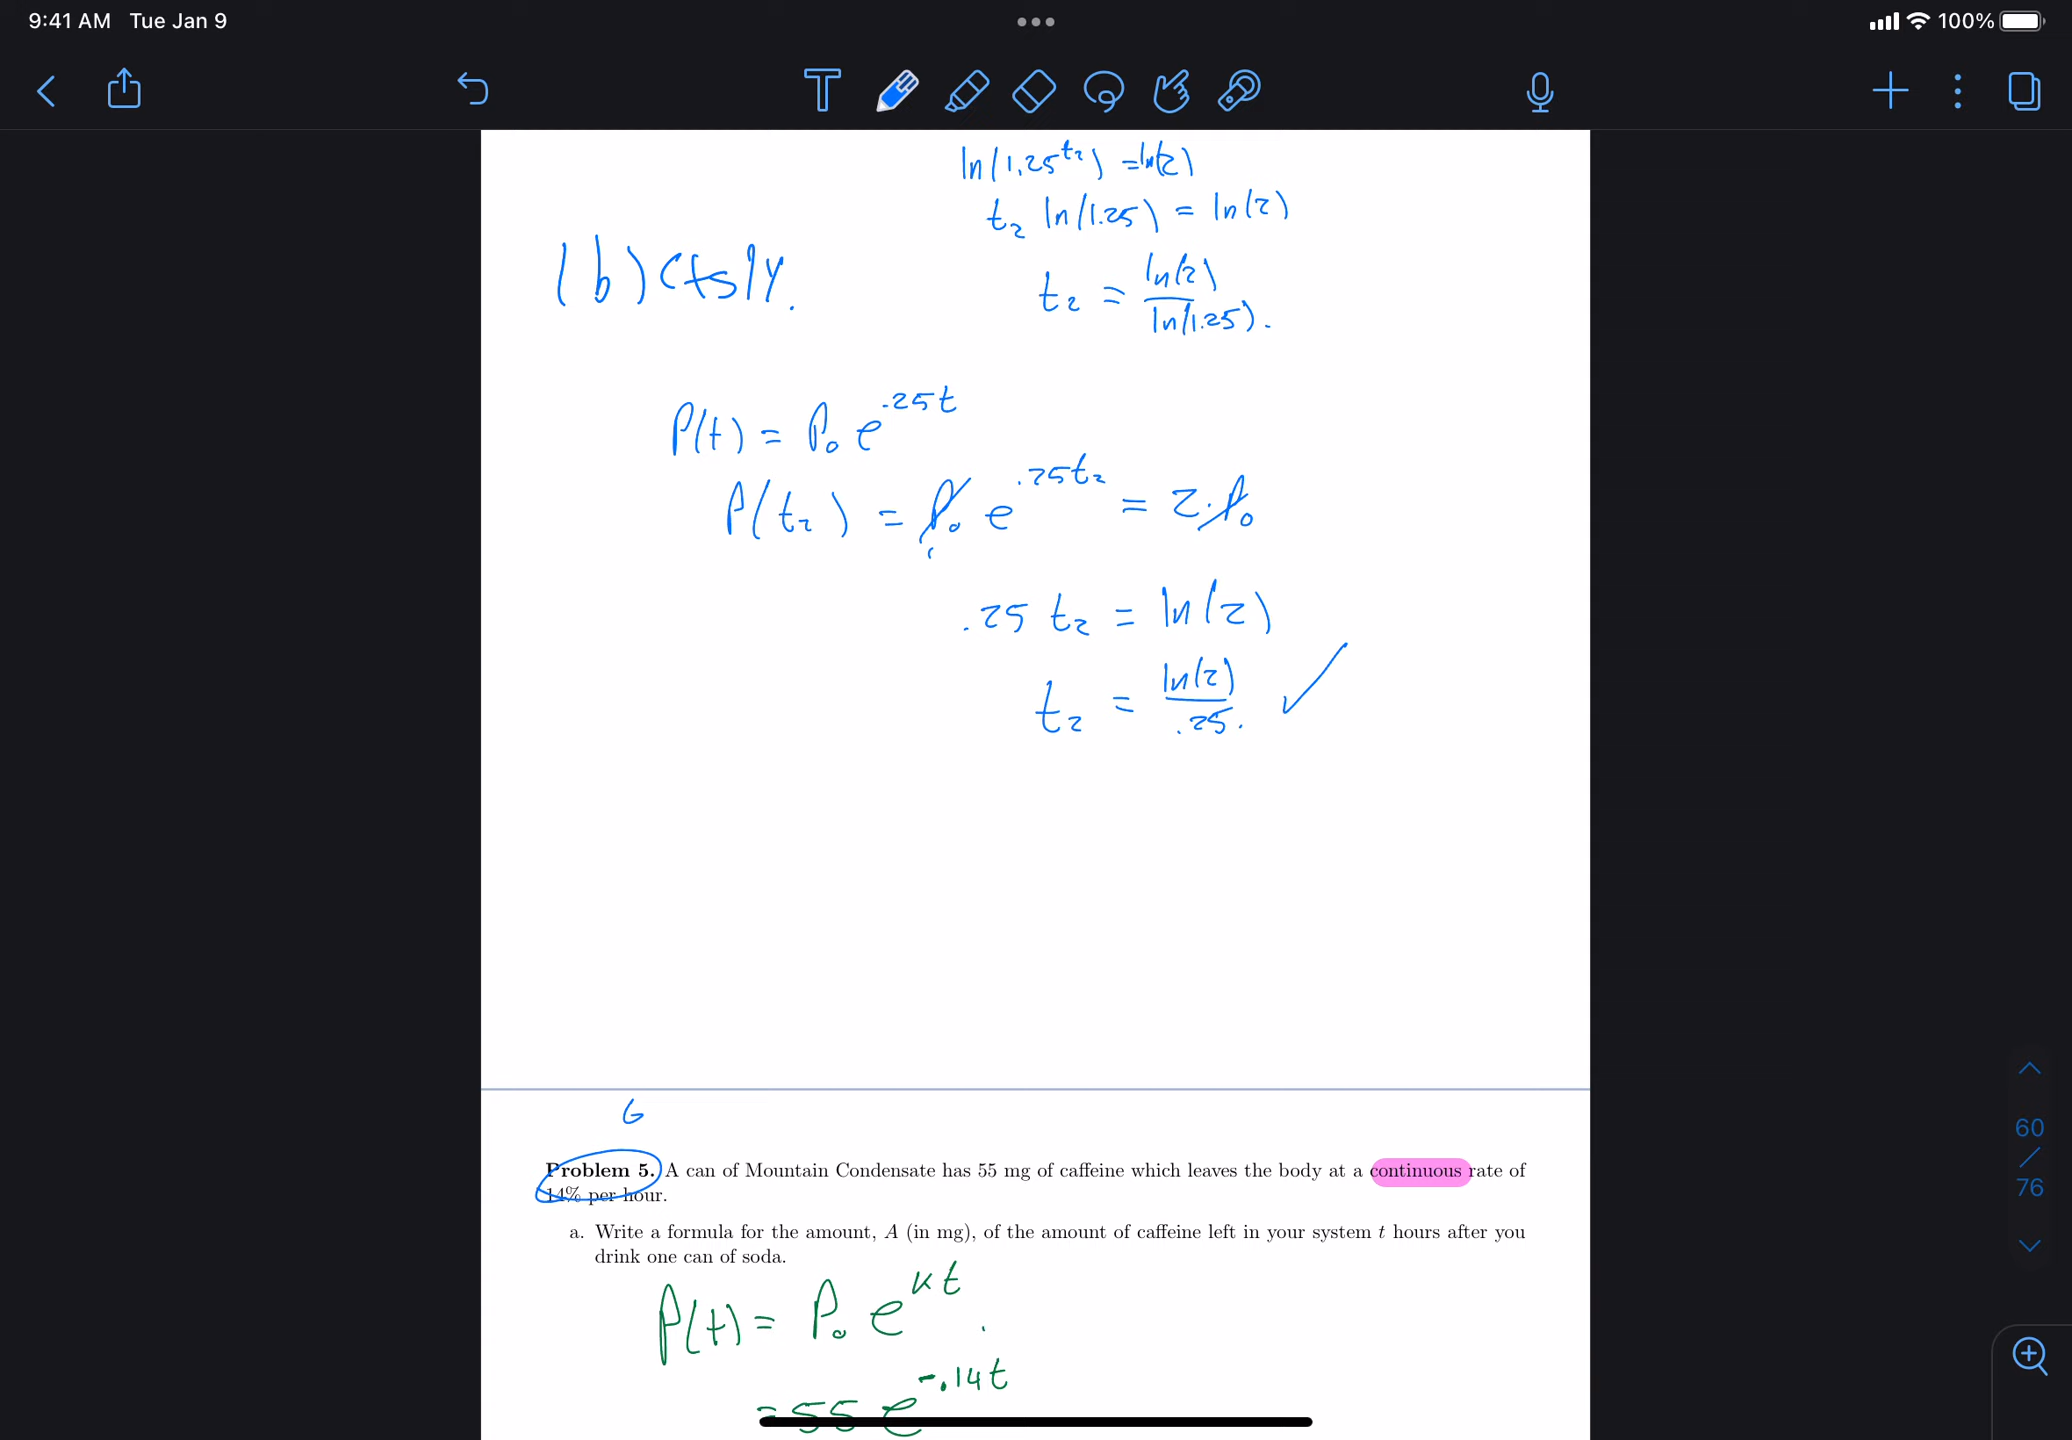 9:41 AM Tue Jan 9
100%
ln(1.25^t₂) = ln(2)
t₂ ln(1.25) = ln(2)
(b) Ctsly.
t₂ = ln(2)/ln(1.25).
P(t) = P₀ e^.25t
P(t₂) = P₀ e^.25t₂ = 2·P₀
.25 t₂ = ln(2)
t₂ = ln(2)/.25. ✓
6
Problem 5. A can of Mountain Condensate has 55 mg of caffeine which leaves the body at a continuous rate of
14% per hour.
a. Write a formula for the amount, A (in mg), of the amount of caffeine left in your system t hours after you
drink one can of soda.
P(t) = P₀ e^kt.
= 55 e^-.14t
60
/
76